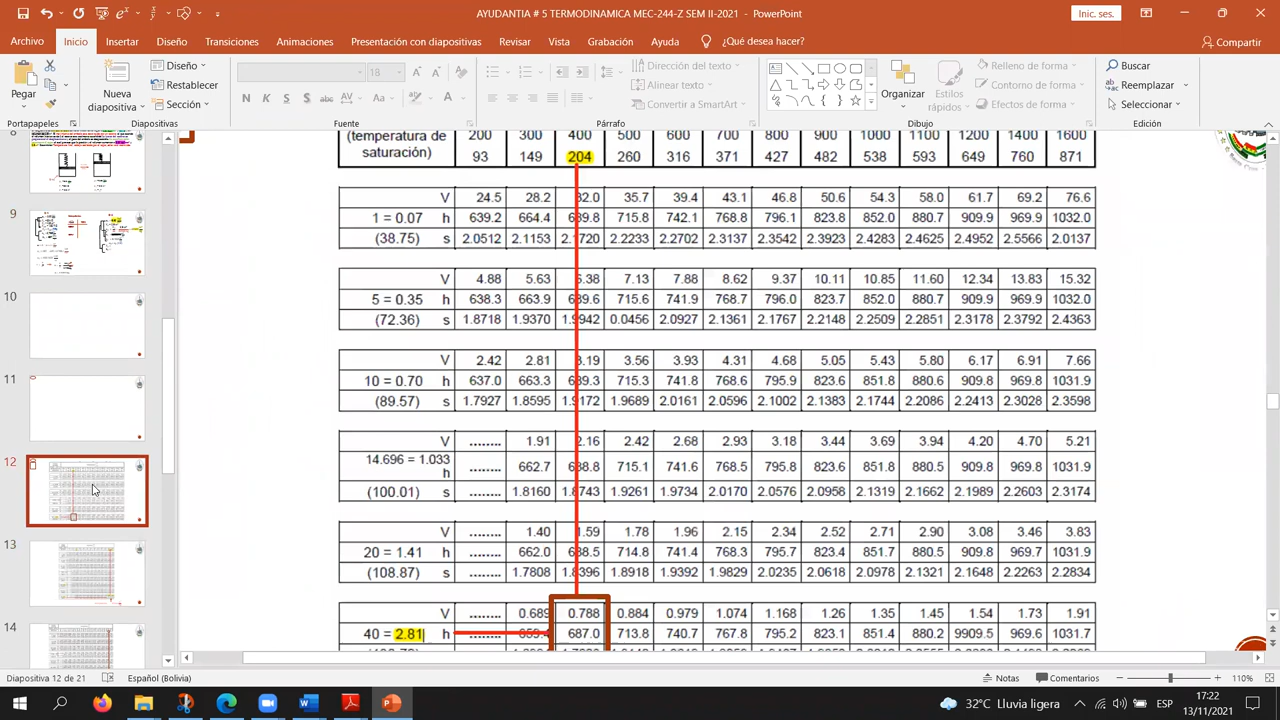 AYUDANTIA # 5 TERMODINAMICA MEC-244-Z SEM II-2021 - PowerPoint
Inic. ses.
Archivo Inicio Insertar Diseño Transiciones Animaciones Presentación con diapositivas Revisar Vista Grabación Ayuda ¿Qué desea hacer? Compartir
Pegar
Nueva diapositiva
Diseño
Restablecer
Sección
18
N K S S abc AV Aa A
Dirección del texto
Alinear texto
Convertir a SmartArt
Organizar
Estilos rápidos
Relleno de forma
Contorno de forma
Efectos de forma
Buscar
Reemplazar
Seleccionar
Portapapeles Diapositivas Fuente Párrafo Dibujo Edición
8
9
10
11
12
13
14
(temperatura de saturación) 200 300 400 500 600 700 800 900 1000 1100 1200 1400 1600
93 149 204 260 316 371 427 482 538 593 649 760 871
V 24.5 28.2 32.0 35.7 39.4 43.1 46.8 50.6 54.3 58.0 61.7 69.2 76.6
1 = 0.07 h 639.2 664.4 689.8 715.8 742.1 768.8 796.1 823.6 852.0 880.7 909.9 969.9 1032.0
(38.75) s 2.0512 2.1153 2.1720 2.2233 2.2702 2.3137 2.3542 2.3923 2.4283 2.4625 2.4952 2.5566 2.0137
V 4.88 5.63 6.38 7.13 7.88 8.62 9.37 10.11 10.85 11.60 12.34 13.83 15.32
5 = 0.35 h 638.3 663.9 689.6 715.6 741.9 768.7 796.0 823.7 852.0 880.7 909.9 969.9 1032.0
(72.36) s 1.8718 1.9370 1.9942 0.0456 2.0927 2.1361 2.1767 2.2148 2.2509 2.2851 2.3178 2.3792 2.4363
V 2.42 2.81 3.19 3.56 3.93 4.31 4.68 5.05 5.43 5.80 6.17 6.91 7.66
10 = 0.70 h 637.0 663.3 689.3 715.3 741.8 768.6 795.9 823.6 851.8 880.6 909.8 969.8 1031.9
(89.57) s 1.7927 1.8595 1.9172 1.9689 2.0161 2.0596 2.1002 2.1383 2.1744 2.2086 2.2413 2.3028 2.3598
V ........ 1.91 2.16 2.42 2.68 2.93 3.18 3.44 3.69 3.94 4.20 4.70 5.21
14.696 = 1.033 h ........ 662.7 688.8 715.1 741.6 768.5 795.8 823.6 851.8 880.5 909.8 969.8 1031.9
(100.01) s ........ 1.8160 1.8743 1.9261 1.9734 2.0170 2.0576 2.0958 2.1319 2.1662 2.1989 2.2603 2.3174
V ........ 1.40 1.59 1.78 1.96 2.15 2.34 2.52 2.71 2.90 3.08 3.46 3.83
20 = 1.41 h ........ 662.0 688.5 714.8 741.4 768.3 795.7 823.4 851.7 880.5 909.8 969.7 1031.9
(108.87) s ........ 1.7808 1.8396 1.8918 1.9392 1.9829 2.0235 2.0618 2.0978 2.1321 2.1648 2.2263 2.2834
V ........ 0.689 0.788 0.884 0.979 1.074 1.168 1.26 1.35 1.45 1.54 1.73 1.91
40 = 2.81 h ........ 659.4 687.0 713.8 740.7 767.8 795.2 823.1 851.4 880.2 9909.5 969.6 1031.7
Diapositiva 12 de 21 Español (Bolivia) Notas Comentarios 110%
32°C Lluvia ligera ESP 17:22
13/11/2021